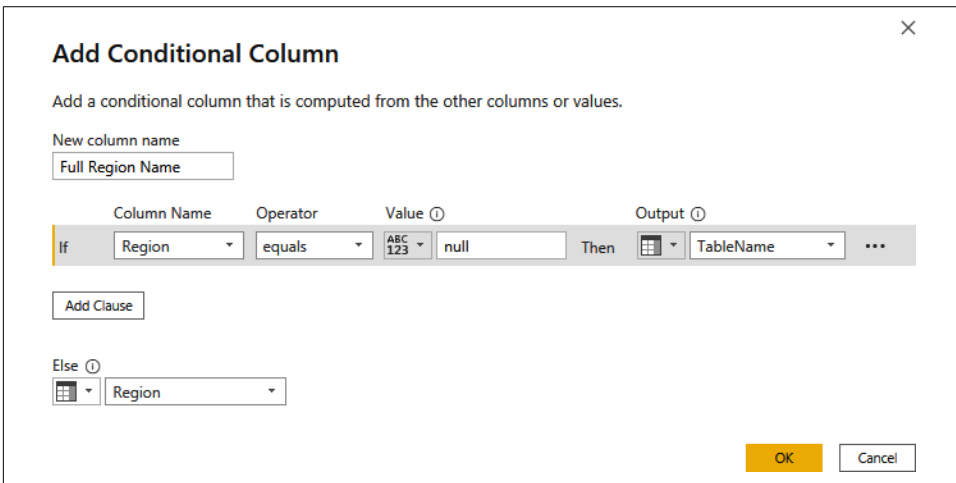 Add Conditional Column
Add a conditional column that is computed from the other columns or values.
New column name
Full Region Name
Column Name Operator Value Output
If Region equals ABC 123 null Then TableName ...
Add Clause
Else
Region
OK Cancel